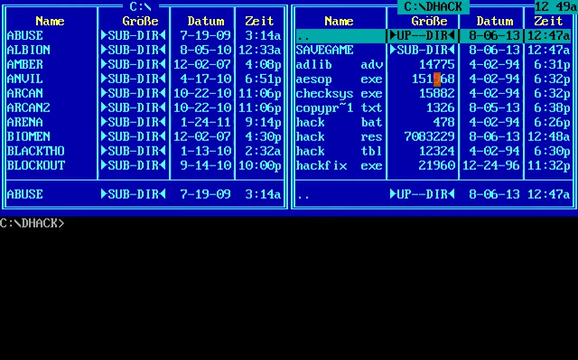 C:\ C:\DHACK 12 49a
Name Größe Datum Zeit Name Größe Datum Zeit
ABUSE ►SUB-DIR◄ 7-19-09 3:14a .. ►UP--DIR◄ 8-06-13 12:47a
ALBION ►SUB-DIR◄ 8-05-10 12:33a SAVEGAME ►SUB-DIR◄ 8-06-13 12:47a
AMBER ►SUB-DIR◄ 12-02-07 4:08p adlib adv 14775 4-02-94 6:31p
ANVIL ►SUB-DIR◄ 4-17-10 6:51p aesop exe 151 68 4-02-94 6:32p
ARCAN ►SUB-DIR◄ 10-22-10 11:06p checksys exe 15882 4-02-94 6:32p
ARCAN2 ►SUB-DIR◄ 10-22-10 11:06p copypr~1 txt 1326 8-05-13 6:38p
ARENA ►SUB-DIR◄ 1-24-11 9:14p hack bat 478 4-02-94 6:26p
BIOMEN ►SUB-DIR◄ 12-02-07 4:30p hack res 7083229 8-06-13 12:48a
BLACKTHO ►SUB-DIR◄ 1-13-10 2:32a hack tbl 12324 4-02-94 6:30p
BLOCKOUT ►SUB-DIR◄ 9-14-10 10:00p hackfix exe 21960 12-24-96 11:32p
ABUSE ►SUB-DIR◄ 7-19-09 3:14a .. ►UP--DIR◄ 8-06-13 12:47a
C:\DHACK>